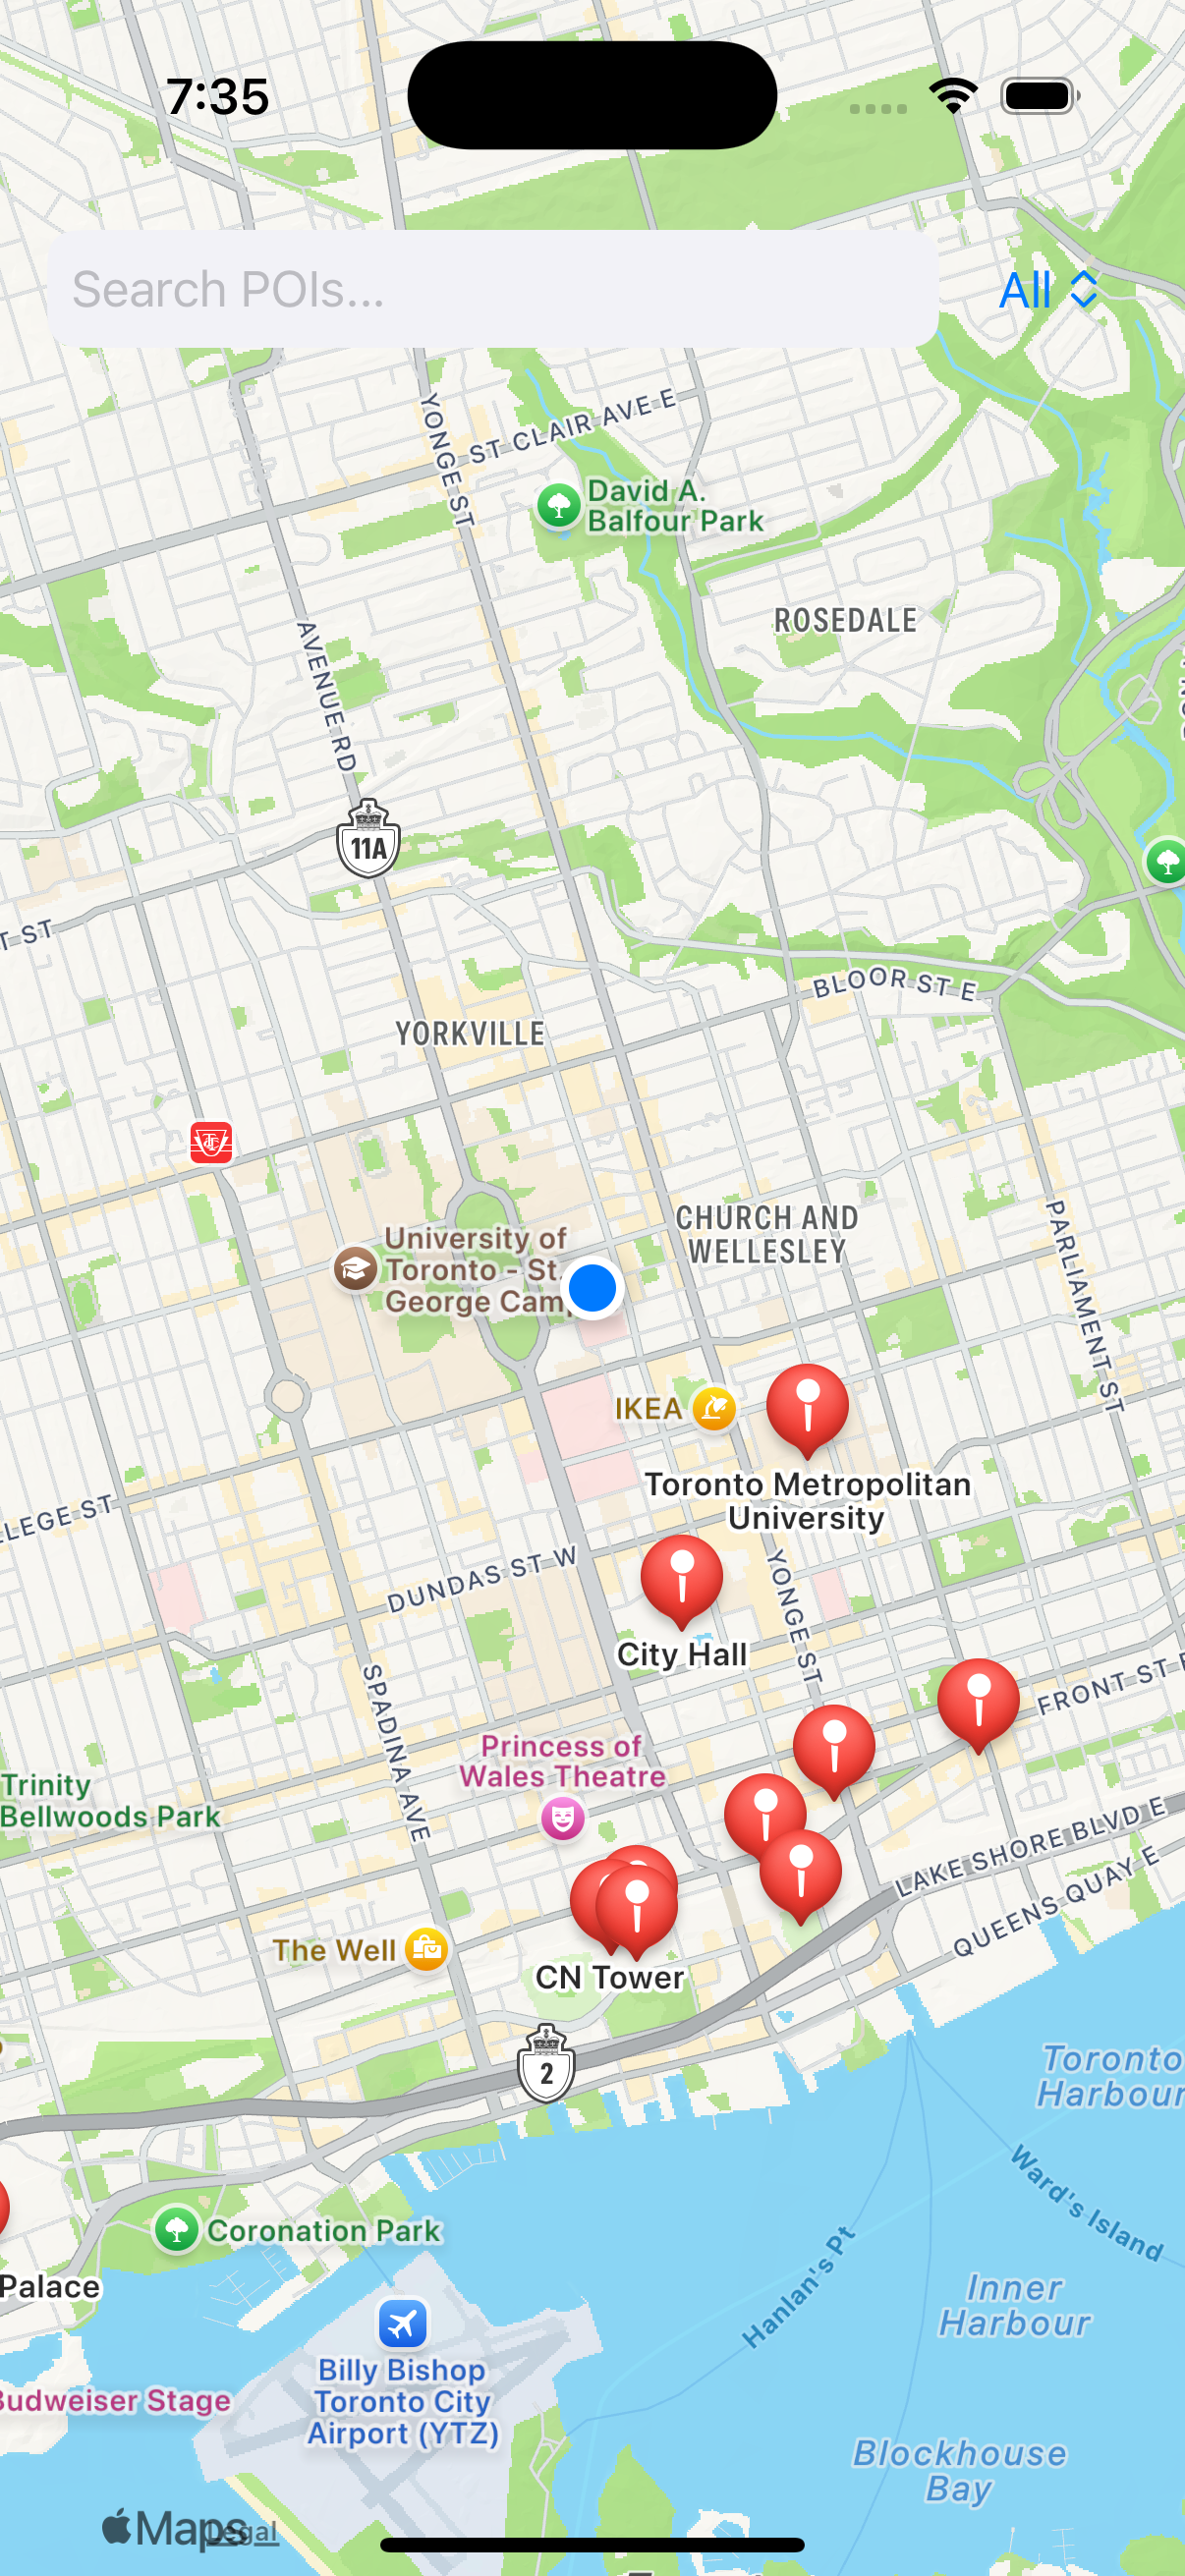 7:35
Search POIs...
All
YONGE ST
ST CLAIR AVE E
David A.
Balfour Park
ROSEDALE
AVENUE RD
11A
T ST
BLOOR ST E
YORKVILLE
TTC
CHURCH AND
WELLESLEY
PARLIAMENT ST
University of
Toronto - St.
George Camp
IKEA
Toronto Metropolitan
University
LLEGE ST
DUNDAS ST W
YONGE ST
City Hall
SPADINA AVE
FRONT ST E
Princess of
Wales Theatre
Trinity
Bellwoods Park
LAKE SHORE BLVD E
QUEENS QUAY E
The Well
CN Tower
2
Toronto
Harbour
Ward's Island
Hanlan's Pt
Coronation Park
Palace
Inner
Harbour
Billy Bishop
Toronto City
Airport (YTZ)
Budweiser Stage
Blockhouse
Bay
Maps
Legal